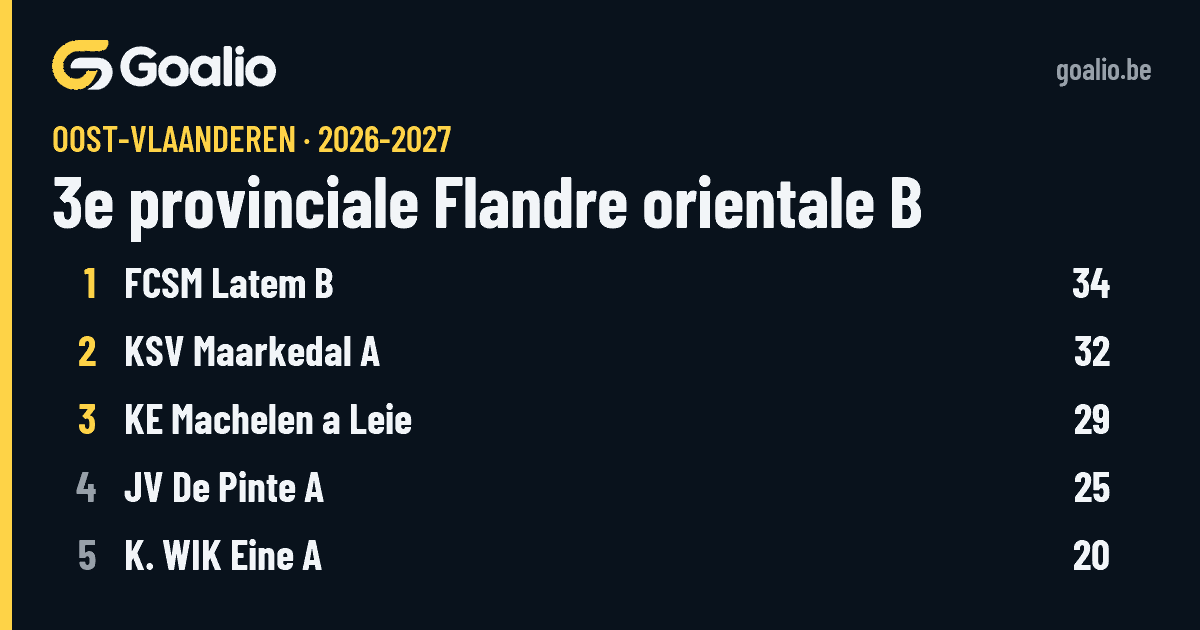 Goalio
goalio.be
OOST-VLAANDEREN · 2026-2027
3e provinciale Flandre orientale B
1 FCSM Latem B 34
2 KSV Maarkedal A 32
3 KE Machelen a Leie 29
4 JV De Pinte A 25
5 K. WIK Eine A 20